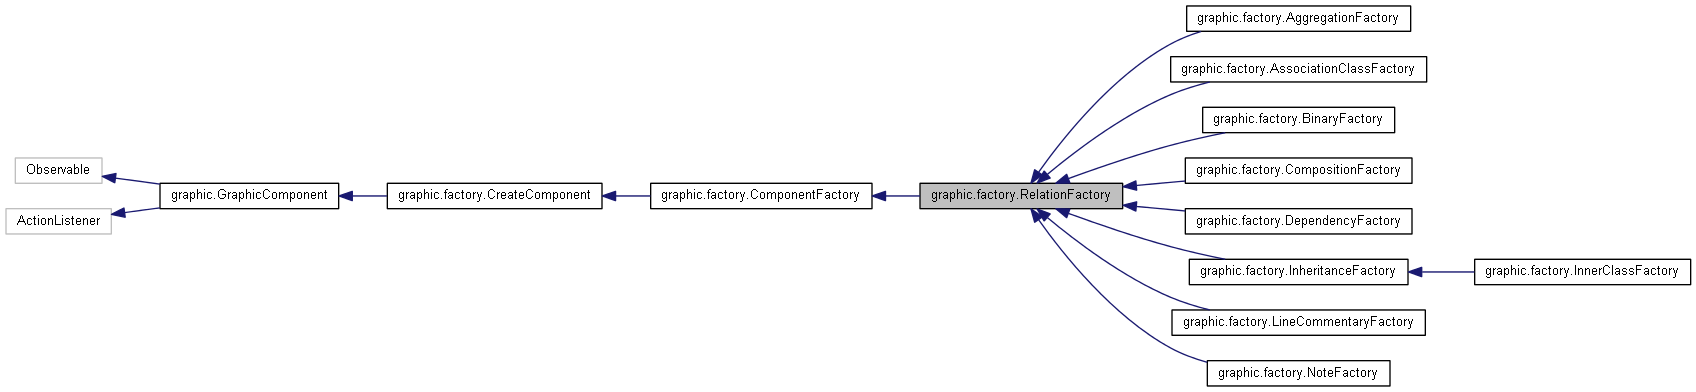 graphic.factory.AggregationFactory
graphic.factory.AssociationClassFactory
graphic.factory.BinaryFactory
Observable
graphic.factory.CompositionFactory
graphic.GraphicComponent
graphic.factory.CreateComponent
graphic.factory.ComponentFactory
graphic.factory.RelationFactory
ActionListener
graphic.factory.DependencyFactory
graphic.factory.InheritanceFactory
graphic.factory.InnerClassFactory
graphic.factory.LineCommentaryFactory
graphic.factory.NoteFactory